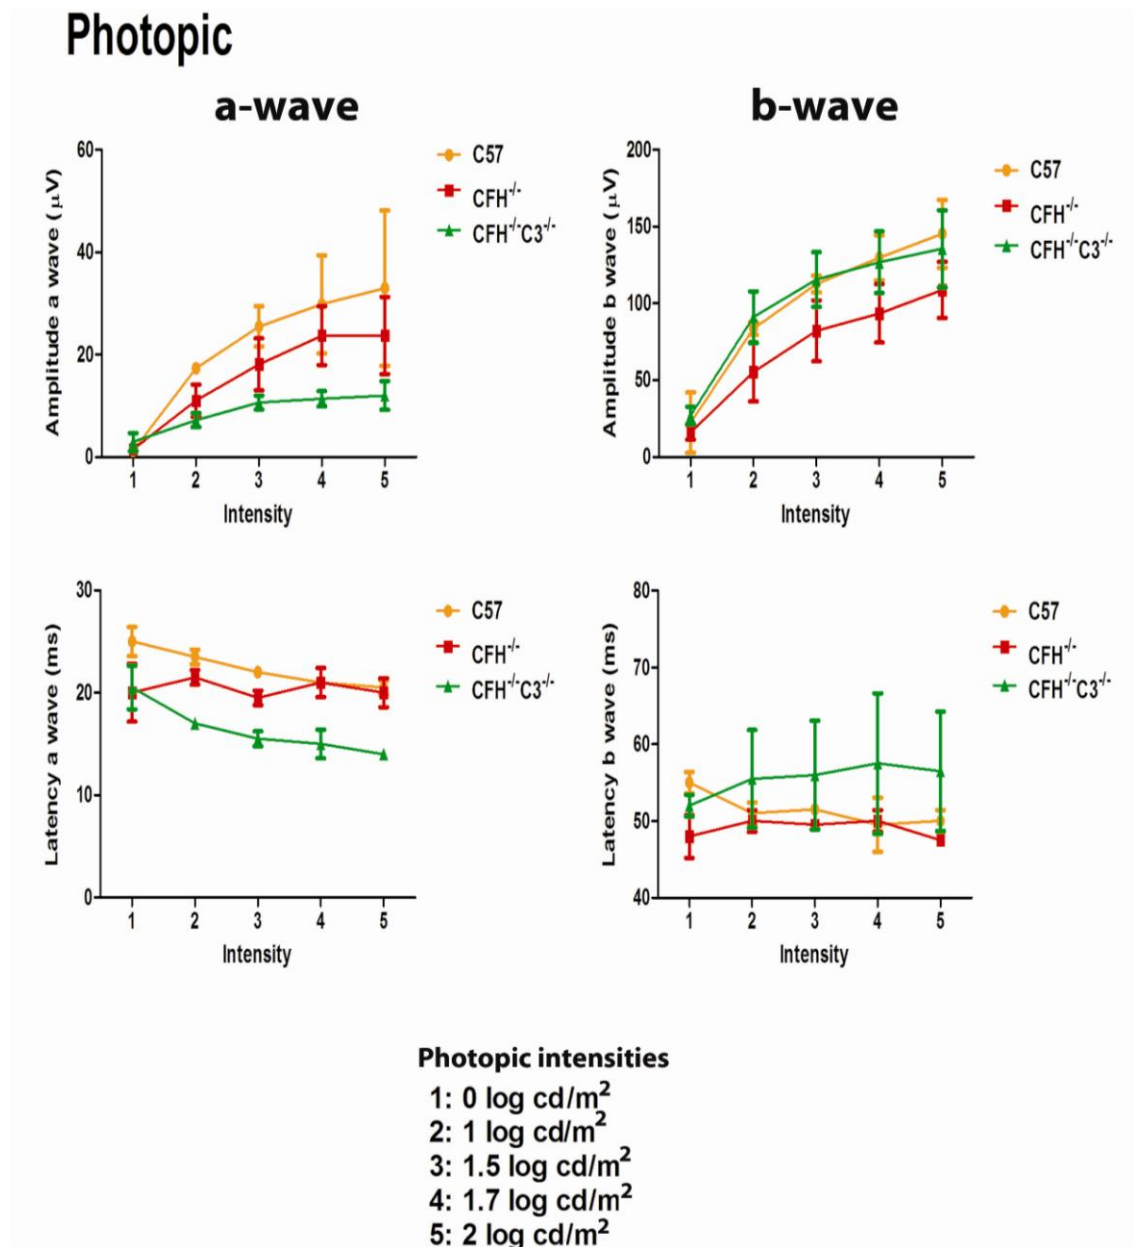 Photopic
a-wave
60
40
20
0
Amplitude a wave (μV)
1 2 3 4 5
Intensity
C57
CFH-/-
CFH-/-C3-/-
b-wave
200
150
100
50
0
Amplitude b wave (μV)
1 2 3 4 5
Intensity
C57
CFH-/-
CFH-/-C3-/-
30
20
10
0
Latency a wave (ms)
1 2 3 4 5
Intensity
C57
CFH-/-
CFH-/-C3-/-
80
70
60
50
40
Latency b wave (ms)
1 2 3 4 5
Intensity
C57
CFH-/-
CFH-/-C3-/-
Photopic intensities
1: 0 log cd/m²
2: 1 log cd/m²
3: 1.5 log cd/m²
4: 1.7 log cd/m²
5: 2 log cd/m²